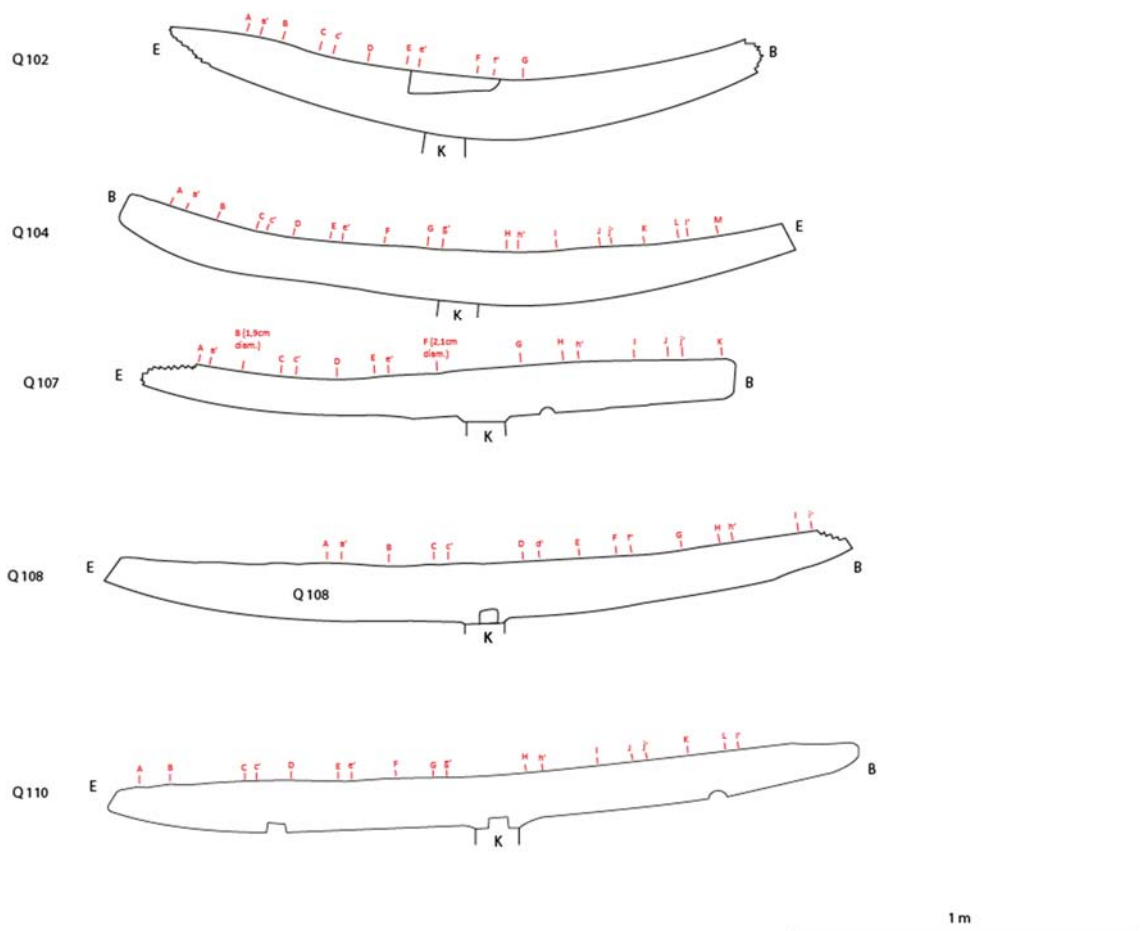 A a' B C c' D E e' F f' G
Q 102 E B
K
B A a' B C c' D E e' F G g' H h' I J j' K L l' M
Q 104 E
K
B (1,9cm diam.) F (2,1cm diam.)
A a' C c' D E e' G H h' I J j' K
Q 107 E B
K
A a' B C c' D d' E F f' G H h' I i'
Q 108 E B
Q 108
K
A B C c' D E e' F G g' H h' I J j' K L l'
Q 110 E B
K
1 m